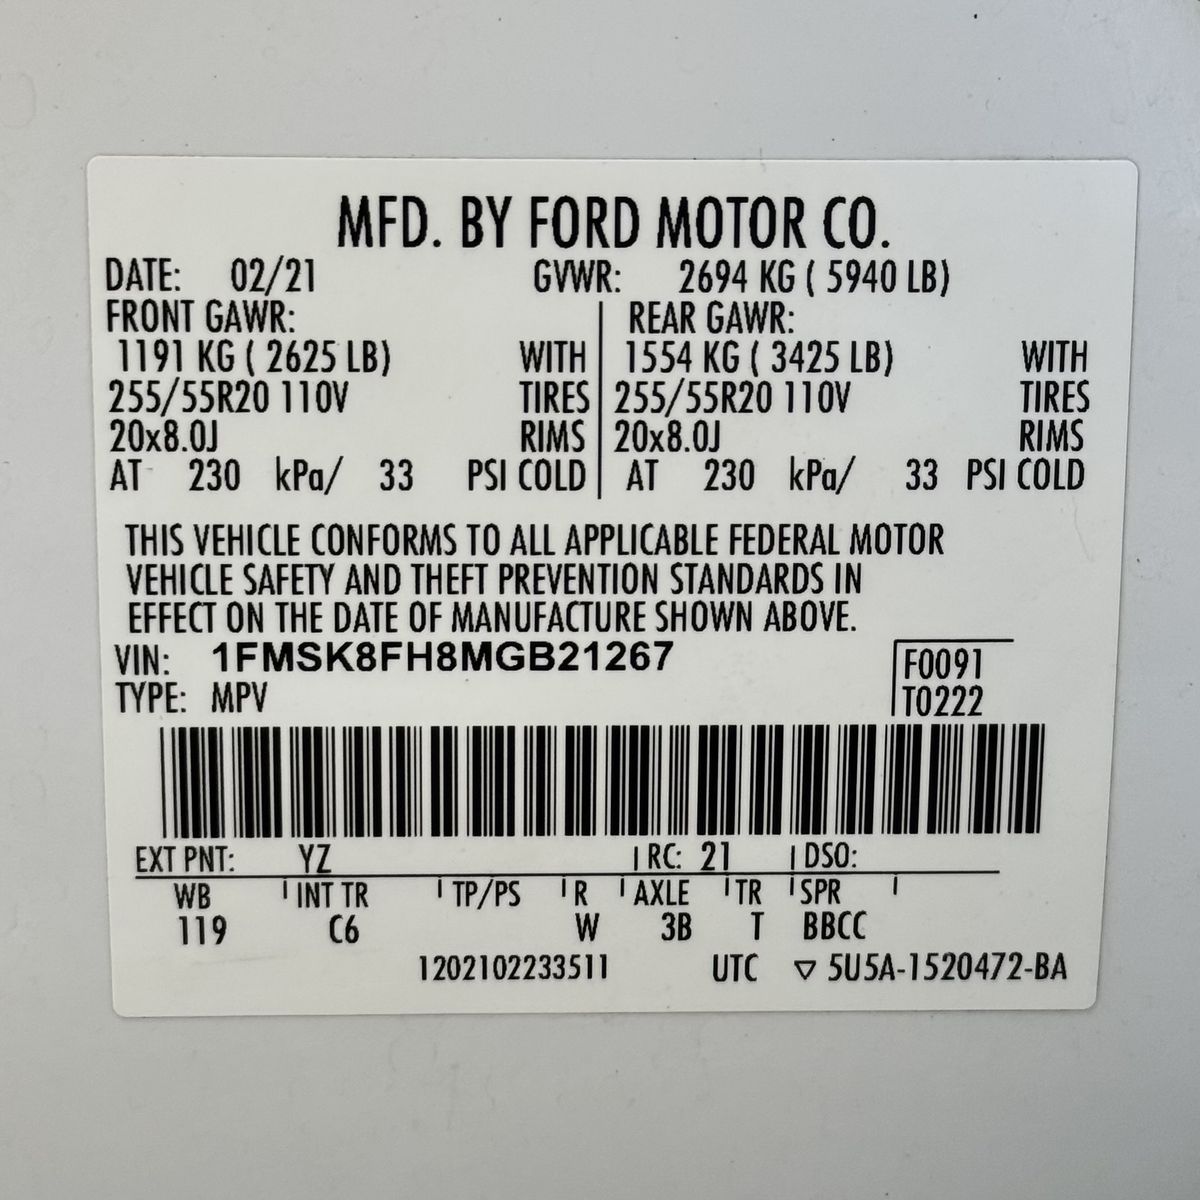 MFD. BY FORD MOTOR CO.
DATE: 02/21 GVWR: 2694 KG ( 5940 LB)
FRONT GAWR: REAR GAWR:
1191 KG ( 2625 LB) WITH 1554 KG ( 3425 LB) WITH
255/55R20 110V TIRES 255/55R20 110V TIRES
20x8.0J RIMS 20x8.0J RIMS
AT 230 kPa/ 33 PSI COLD AT 230 kPa/ 33 PSI COLD
THIS VEHICLE CONFORMS TO ALL APPLICABLE FEDERAL MOTOR
VEHICLE SAFETY AND THEFT PREVENTION STANDARDS IN
EFFECT ON THE DATE OF MANUFACTURE SHOWN ABOVE.
VIN: 1FMSK8FH8MGB21267 F0091
TYPE: MPV T0222
EXT PNT: YZ RC: 21 DSO:
WB INT TR TP/PS R AXLE TR SPR
119 C6 W 3B T BBCC
1202102233511 UTC ▽ 5U5A-1520472-BA